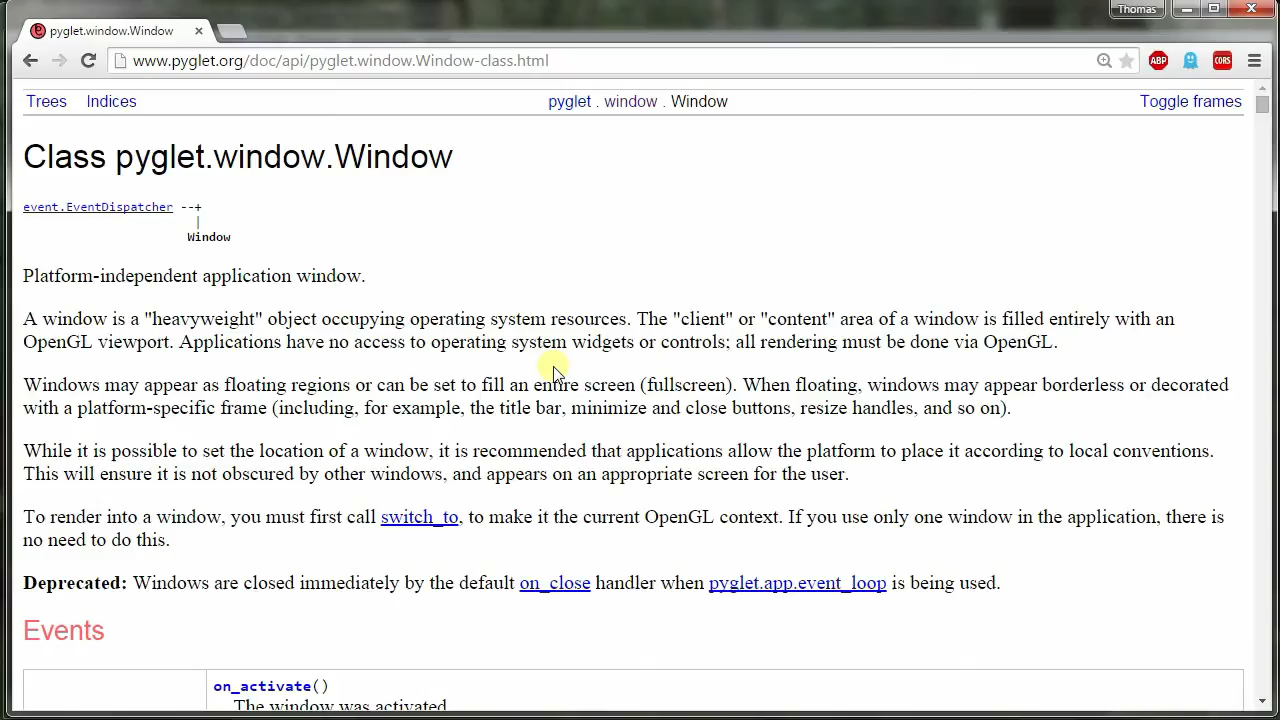 Thomas
pyglet.window.Window
www.pyglet.org/doc/api/pyglet.window.Window-class.html
ABP
CORS
Trees Indices pyglet . window . Window Toggle frames
Class pyglet.window.Window
event.EventDispatcher --+
|
Window
Platform-independent application window.
A window is a "heavyweight" object occupying operating system resources. The "client" or "content" area of a window is filled entirely with an
OpenGL viewport. Applications have no access to operating system widgets or controls; all rendering must be done via OpenGL.
Windows may appear as floating regions or can be set to fill an entire screen (fullscreen). When floating, windows may appear borderless or decorated
with a platform-specific frame (including, for example, the title bar, minimize and close buttons, resize handles, and so on).
While it is possible to set the location of a window, it is recommended that applications allow the platform to place it according to local conventions.
This will ensure it is not obscured by other windows, and appears on an appropriate screen for the user.
To render into a window, you must first call switch_to, to make it the current OpenGL context. If you use only one window in the application, there is
no need to do this.
Deprecated: Windows are closed immediately by the default on_close handler when pyglet.app.event_loop is being used.
Events
on_activate()
The window was activated